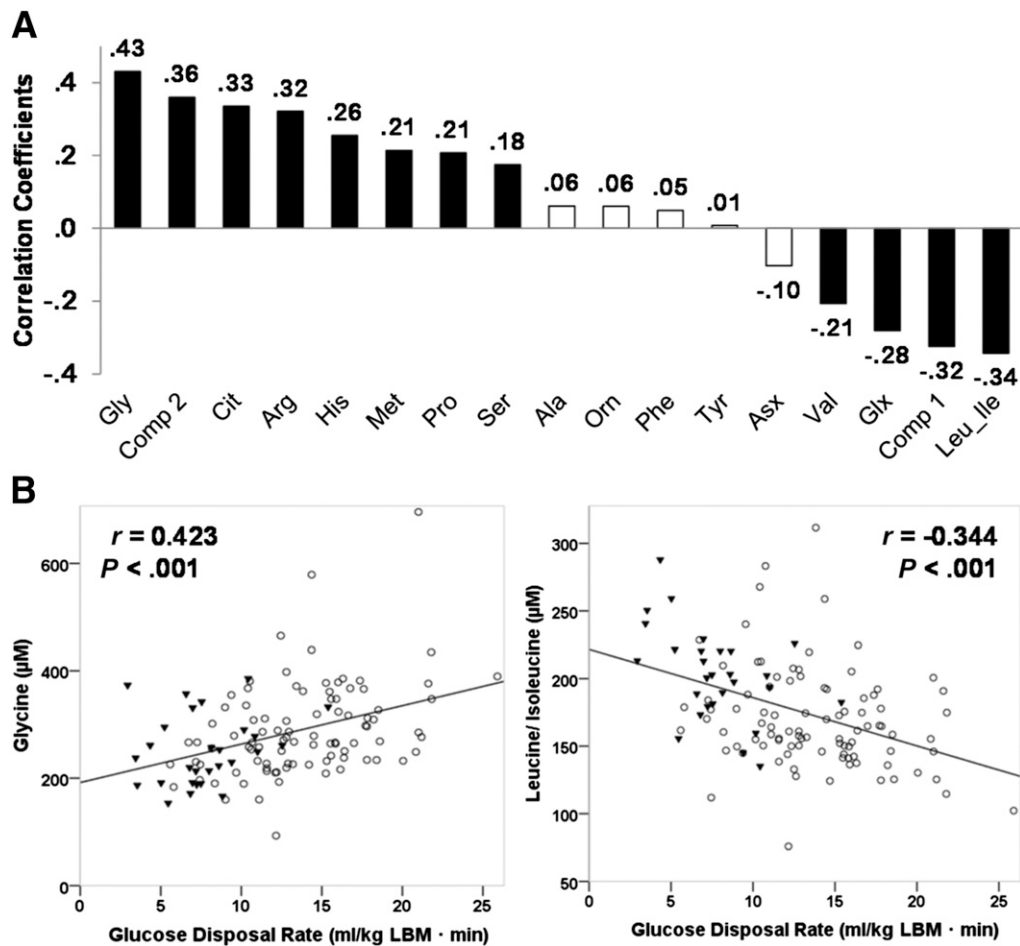 A
Correlation Coefficients
.4
.2
.0
-.2
-.4
.43
.36
.33
.32
.26
.21
.21
.18
.06
.06
.05
.01
-.10
-.21
-.28
-.32
-.34
Gly
Comp 2
Cit
Arg
His
Met
Pro
Ser
Ala
Orn
Phe
Tyr
Asx
Val
Glx
Comp 1
Leu_Ile
B
r = 0.423
P < .001
Glycine (µM)
600
400
200
0
0 5 10 15 20 25
Glucose Disposal Rate (ml/kg LBM · min)
r = -0.344
P < .001
Leucine/ Isoleucine (µM)
300
250
200
150
100
50
0 5 10 15 20 25
Glucose Disposal Rate (ml/kg LBM · min)